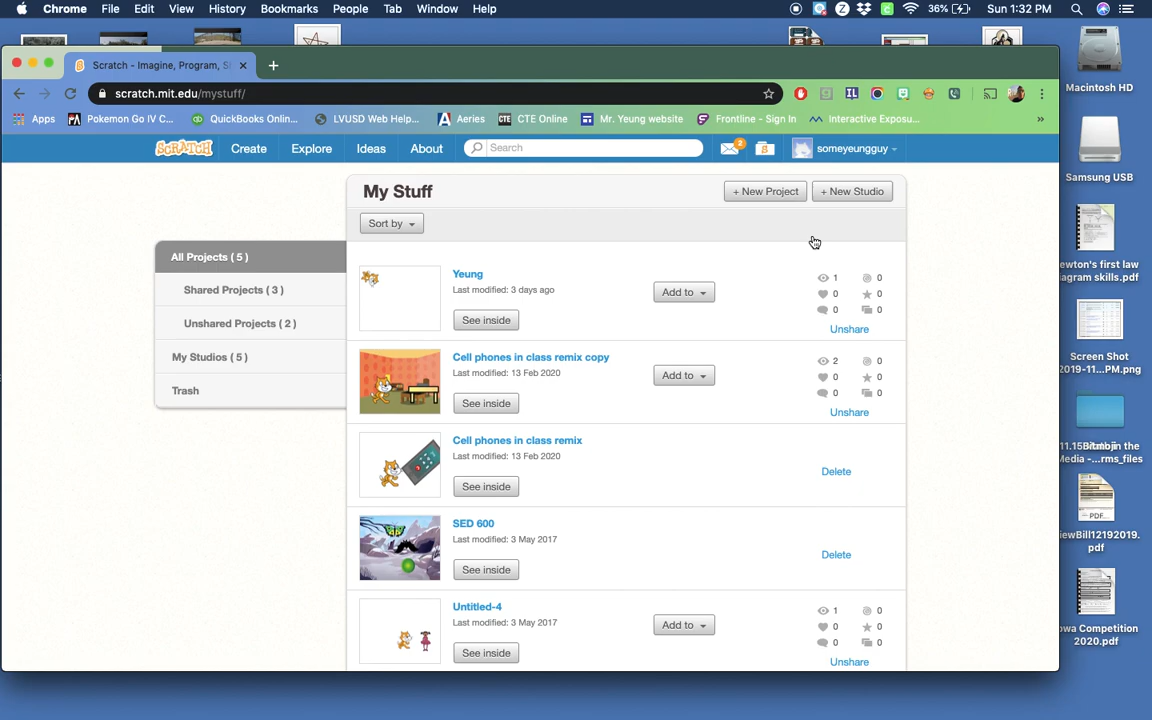 Chrome File Edit View History Bookmarks People Tab Window Help 36% Sun 1:32 PM
Macintosh HD
Samsung USB
ewton's first law
agram skills.pdf
Screen Shot
2019-11...PM.png
Media -...rms_files
iewBill12192019.
pdf
owa Competition
2020.pdf
Scratch - Imagine, Program, S
scratch.mit.edu/mystuff/
Apps Pokemon Go IV C... QuickBooks Onlin... LVUSD Web Help... Aeries CTE Online Mr. Yeung website Frontline - Sign In Interactive Exposu... »
SCRATCH Create Explore Ideas About Search 2 S someyeungguy
My Stuff + New Project + New Studio
Sort by
All Projects ( 5 )
Shared Projects ( 3 )
Unshared Projects ( 2 )
My Studios ( 5 )
Trash
Yeung
Last modified: 3 days ago
See inside
Add to
1 0
0 0
0 0
Unshare
Cell phones in class remix copy
Last modified: 13 Feb 2020
See inside
Add to
2 0
0 0
0 0
Unshare
Cell phones in class remix
Last modified: 13 Feb 2020
See inside
Delete
SED 600
Last modified: 3 May 2017
See inside
Delete
Untitled-4
Last modified: 3 May 2017
See inside
Add to
1 0
0 0
0 0
Unshare